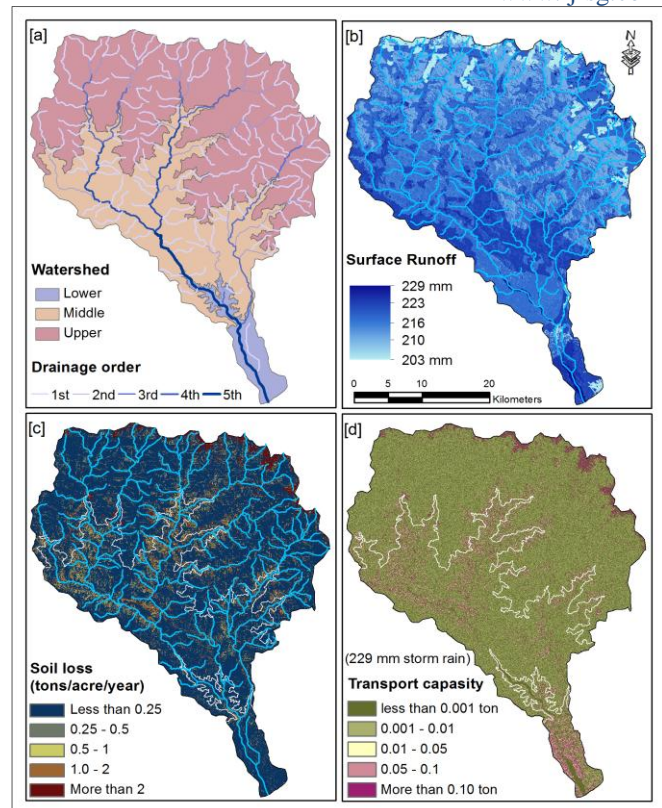 [a]
Watershed
Lower
Middle
Upper
Drainage order
1st 2nd 3rd 4th 5th
[b]
N
Surface Runoff
229 mm
223
216
210
203 mm
0 5 10 20
Kilometers
[c]
Soil loss
(tons/acre/year)
Less than 0.25
0.25 - 0.5
0.5 - 1
1.0 - 2
More than 2
[d]
(229 mm storm rain)
Transport capasity
less than 0.001 ton
0.001 - 0.01
0.01 - 0.05
0.05 - 0.1
More than 0.10 ton